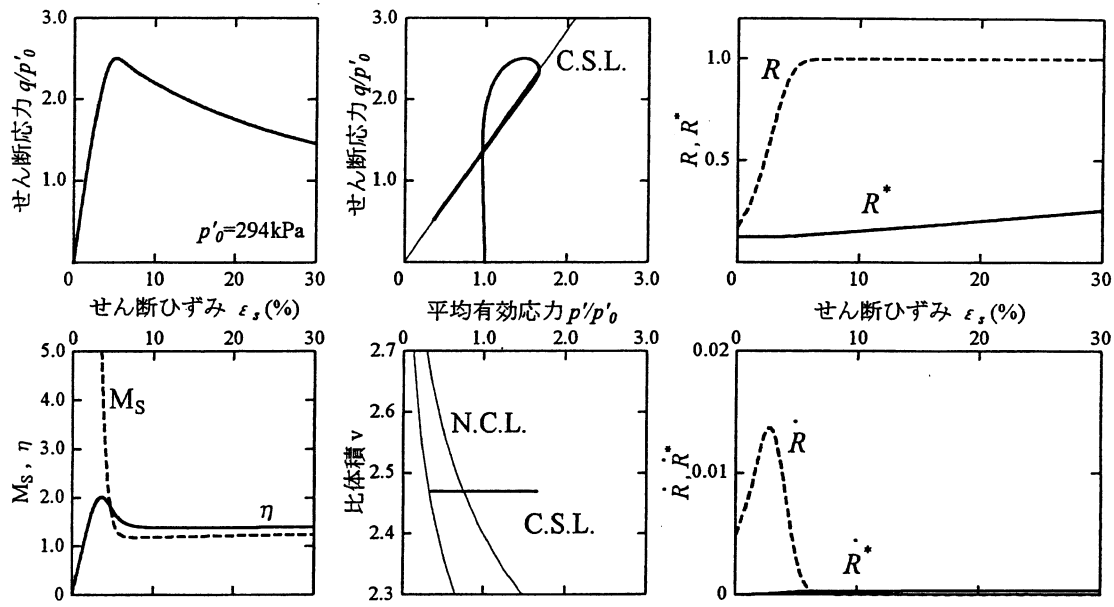 3.0
2.0
1.0
せん断応力 q/p'₀
p'₀=294kPa
0
10
20
30
せん断ひずみ εₛ(%)
3.0
2.0
1.0
せん断応力 q/p'₀
C.S.L.
0
1.0
2.0
3.0
平均有効応力 p'/p'₀
1.0
0.5
R, R*
R
R*
0
10
20
30
せん断ひずみ εₛ(%)
0
10
20
30
5.0
4.0
3.0
2.0
1.0
0
Mₛ, η
Mₛ
η
0
1.0
2.0
3.0
2.7
2.6
2.5
2.4
2.3
比体積 v
N.C.L.
C.S.L.
0
10
20
30
0.02
0.01
0
Ṙ, Ṙ*
Ṙ
Ṙ*